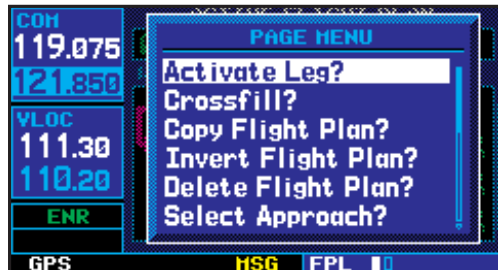 COM
119.075
121.850
VLOC
111.30
110.20
ENR
PAGE MENU
Activate Leg?
Crossfill?
Copy Flight Plan?
Invert Flight Plan?
Delete Flight Plan?
Select Approach?
GPS
MSG
FPL